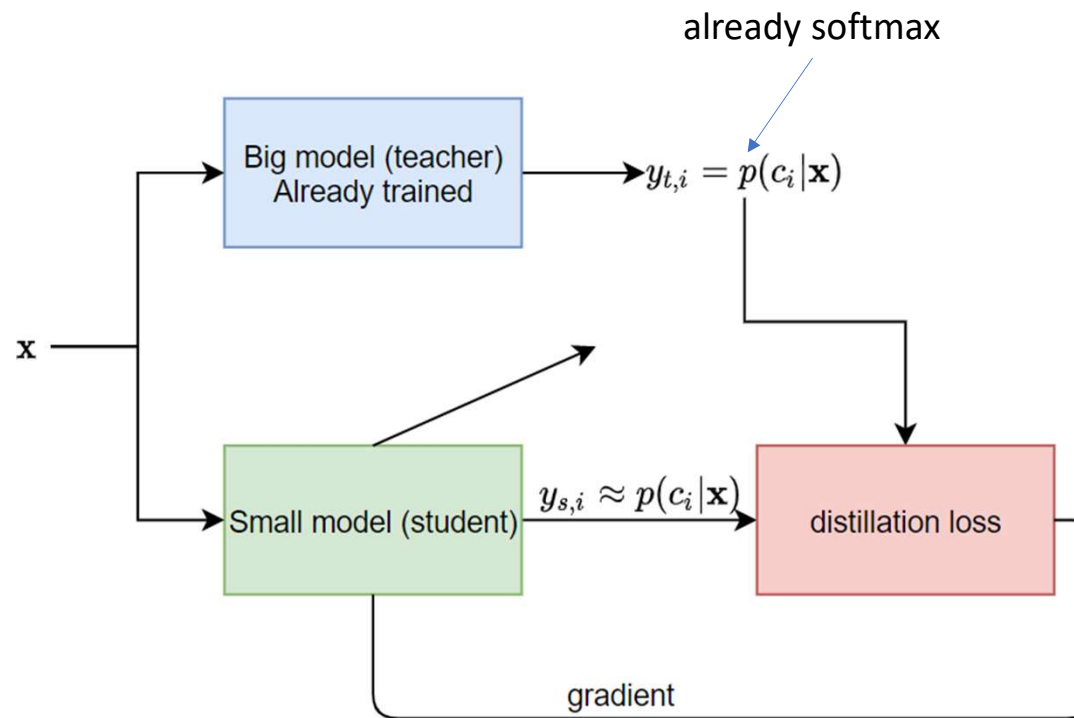 already softmax
Big model (teacher)
Already trained
y_{t,i} = p(c_i|𝐱)
𝐱
Small model (student)
y_{s,i} ≈ p(c_i|𝐱)
distillation loss
gradient